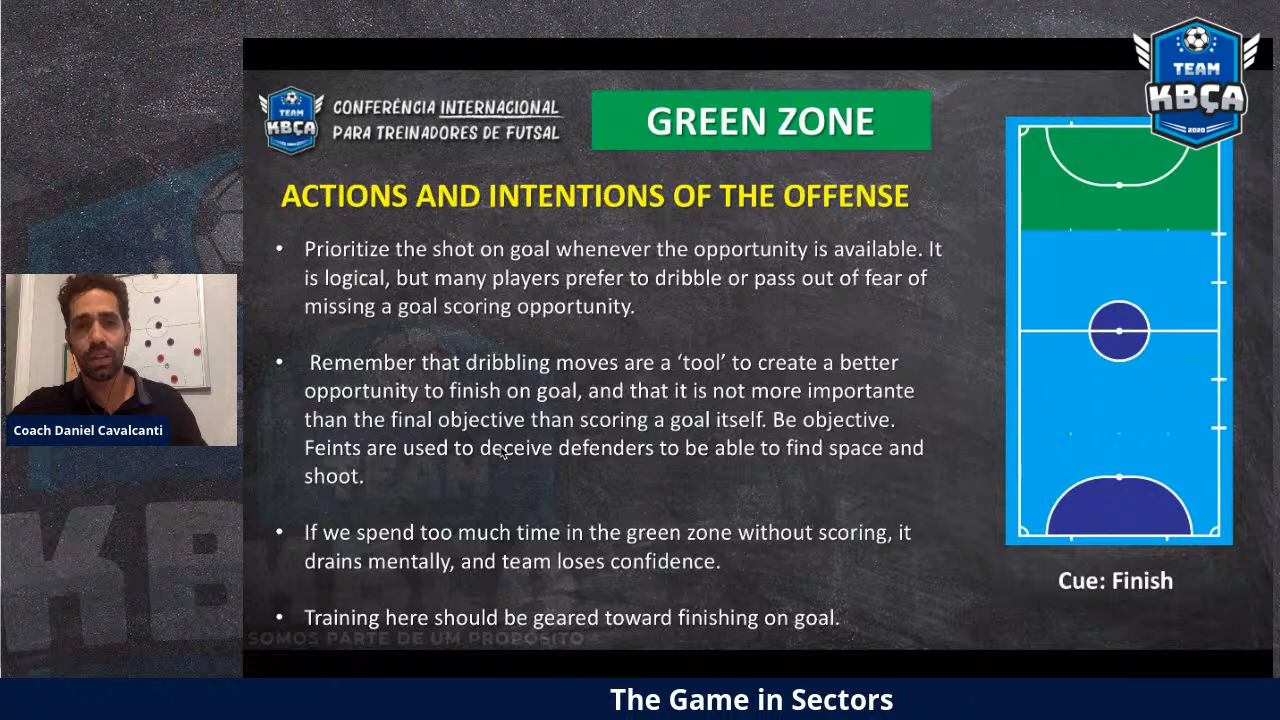 CONFERÊNCIA INTERNACIONAL
PARA TREINADORES DE FUTSAL
TEAM
KBÇA
GREEN ZONE
TEAM
KBÇA
2020
ACTIONS AND INTENTIONS OF THE OFFENSE
• Prioritize the shot on goal whenever the opportunity is available. It
is logical, but many players prefer to dribble or pass out of fear of
missing a goal scoring opportunity.
• Remember that dribbling moves are a ‘tool’ to create a better
opportunity to finish on goal, and that it is not more importante
than the final objective than scoring a goal itself. Be objective.
Feints are used to deceive defenders to be able to find space and
shoot.
• If we spend too much time in the green zone without scoring, it
drains mentally, and team loses confidence.
• Training here should be geared toward finishing on goal.
SOMOS PARTE DE UM PROPÓSITO
Cue: Finish
Coach Daniel Cavalcanti
The Game in Sectors